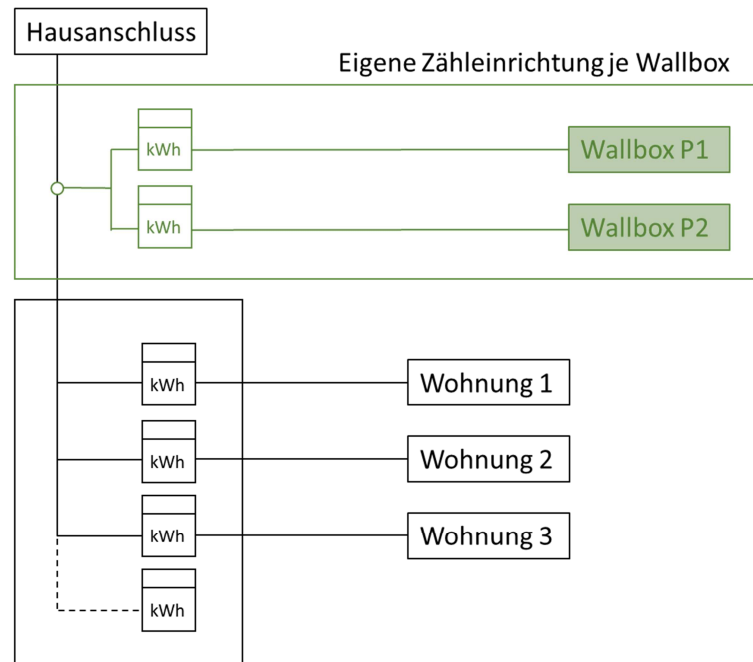 Hausanschluss
Eigene Zähleinrichtung je Wallbox
kWh
Wallbox P1
kWh
Wallbox P2
kWh
Wohnung 1
kWh
Wohnung 2
kWh
Wohnung 3
kWh